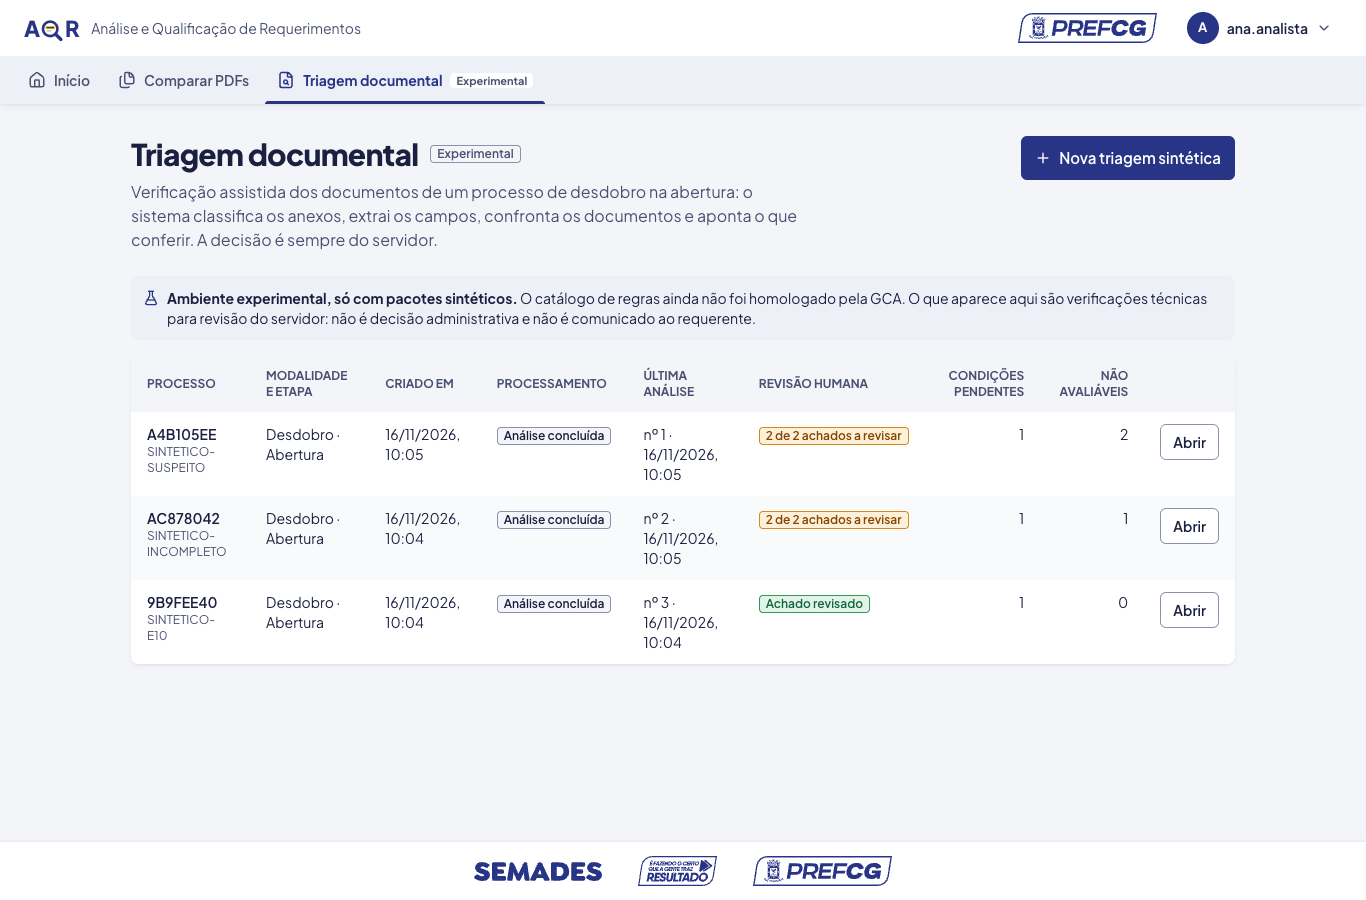 AQR Análise e Qualificação de Requerimentos
PREFCG
A ana.analista
Início
Comparar PDFs
Triagem documental Experimental
Triagem documental Experimental
Nova triagem sintética
Verificação assistida dos documentos de um processo de desdobro na abertura: o
sistema classifica os anexos, extrai os campos, confronta os documentos e aponta o que
conferir. A decisão é sempre do servidor.
Ambiente experimental, só com pacotes sintéticos. O catálogo de regras ainda não foi homologado pela GCA. O que aparece aqui são verificações técnicas
para revisão do servidor: não é decisão administrativa e não é comunicado ao requerente.
PROCESSO
MODALIDADE
E ETAPA
CRIADO EM
PROCESSAMENTO
ÚLTIMA
ANÁLISE
REVISÃO HUMANA
CONDIÇÕES
PENDENTES
NÃO
AVALIÁVEIS
A4B105EE
SINTETICO-
SUSPEITO
Desdobro ·
Abertura
16/11/2026,
10:05
Análise concluída
nº 1 ·
16/11/2026,
10:05
2 de 2 achados a revisar
1
2
Abrir
AC878042
SINTETICO-
INCOMPLETO
Desdobro ·
Abertura
16/11/2026,
10:04
Análise concluída
nº 2 ·
16/11/2026,
10:05
2 de 2 achados a revisar
1
1
Abrir
9B9FEE40
SINTETICO-
E10
Desdobro ·
Abertura
16/11/2026,
10:04
Análise concluída
nº 3 ·
16/11/2026,
10:04
Achado revisado
1
0
Abrir
SEMADES
É FAZENDO O CERTO
QUE A GENTE TRAZ
RESULTADO
PREFCG